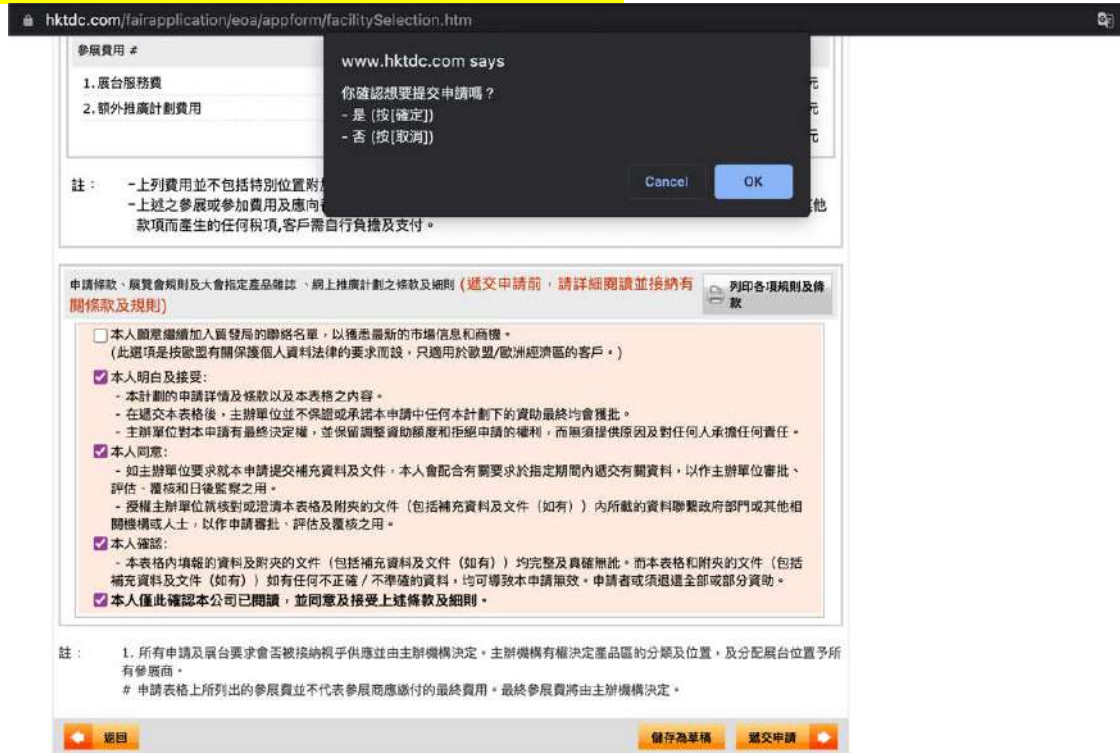 hktdc.com/fairapplication/eoa/appform/facilitySelection.htm
參展費用 #
1.展台服務費
元
2.額外推廣計劃費用
元
元
www.hktdc.com says
你確認想要提交申請嗎？
- 是 (按[確定])
- 否 (按[取消])
Cancel
OK
註：
-上列費用並不包括特別位置附
-上述之參展或參加費用及應向
他
款項而產生的任何稅項,客戶需自行負擔及支付。
申請條款、展覽會規則及大會指定產品雜誌 、網上推廣計劃之條款及細則 (遞交申請前，請詳細閱讀並接納有
關條款及規則)
列印各項規則及條
款
本人願意繼續加入貿發局的聯絡名單，以獲悉最新的市場信息和商機。
(此選項是按歐盟有關保護個人資料法律的要求而設，只適用於歐盟/歐洲經濟區的客戶。)
本人明白及接受:
- 本計劃的申請詳情及條款以及本表格之內容。
- 在遞交本表格後，主辦單位並不保證或承諾本申請中任何本計劃下的資助最終均會獲批。
- 主辦單位對本申請有最終決定權，並保留調整資助額度和拒絕申請的權利，而無須提供原因及對任何人承擔任何責任。
本人同意:
- 如主辦單位要求就本申請提交補充資料及文件，本人會配合有關要求於指定期間內遞交有關資料，以作主辦單位審批、
評估、覆核和日後監察之用。
- 授權主辦單位就核對或澄清本表格及附夾的文件（包括補充資料及文件（如有））內所載的資料聯繫政府部門或其他相
關機構或人士，以作申請審批、評估及覆核之用。
本人確認:
- 本表格內填報的資料及附夾的文件（包括補充資料及文件（如有））均完整及真確無訛。而本表格和附夾的文件（包括
補充資料及文件（如有））如有任何不正確 / 不準確的資料，均可導致本申請無效。申請者或須退還全部或部分資助。
本人僅此確認本公司已閱讀，並同意及接受上述條款及細則。
註：
1. 所有申請及展台要求會否被接納視乎供應並由主辦機構決定。主辦機構有權決定產品區的分類及位置，及分配展台位置予所
有參展商。
# 申請表格上所列出的參展費並不代表參展商應繳付的最終費用。最終參展費將由主辦機構決定。
返回
儲存為草稿
遞交申請